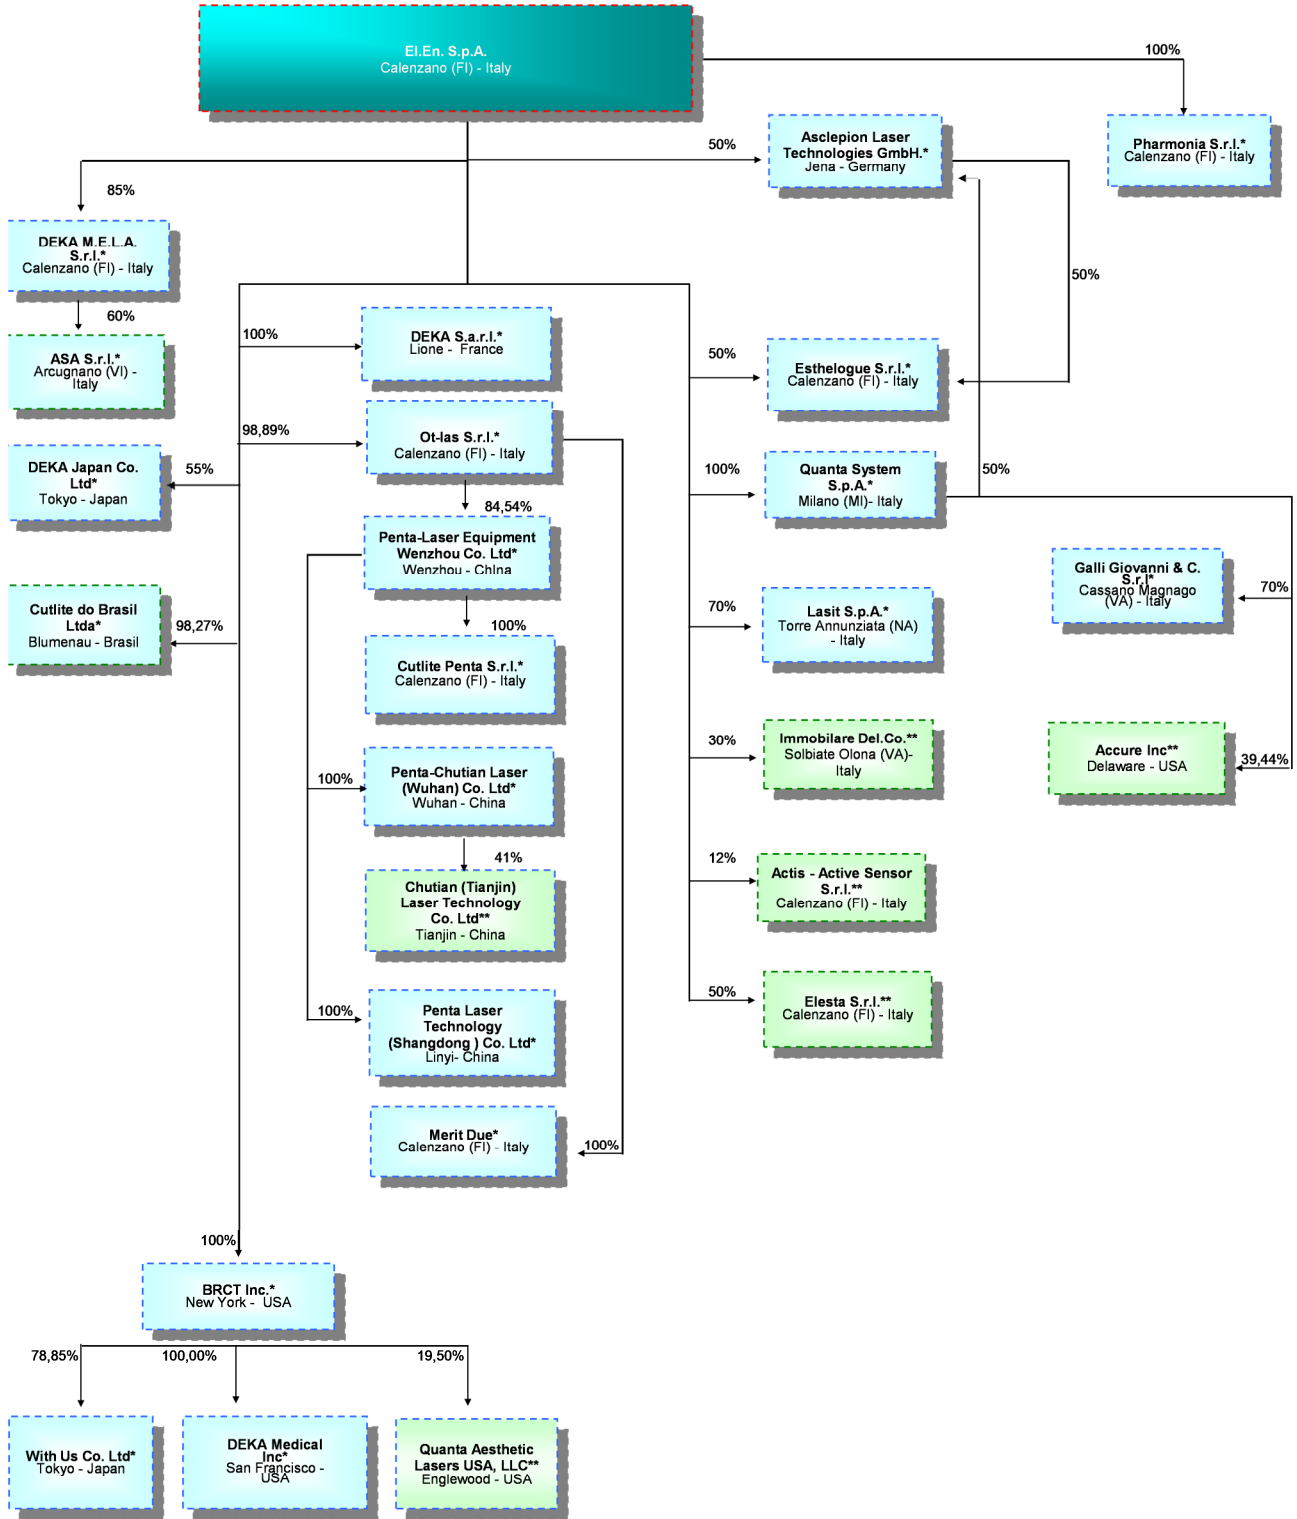 El.En. S.p.A.
Calenzano (FI) - Italy
100%
Pharmonia S.r.l.*
Calenzano (FI) - Italy
50%
Asclepion Laser
Technologies GmbH.*
Jena - Germany
50%
85%
DEKA M.E.L.A.
S.r.l.*
Calenzano (FI) - Italy
60%
ASA S.r.l.*
Arcugnano (VI) -
Italy
100%
DEKA S.a.r.l.*
Lione - France
50%
Esthelogue S.r.l.*
Calenzano (FI) - Italy
98,89%
Ot-las S.r.l.*
Calenzano (FI) - Italy
55%
DEKA Japan Co.
Ltd*
Tokyo - Japan
100%
Quanta System
S.p.A.*
Milano (MI)- Italy
50%
84,54%
Penta-Laser Equipment
Wenzhou Co. Ltd*
Wenzhou - China
Galli Giovanni & C.
S.r.l*
Cassano Magnago
(VA) - Italy
70%
Cutlite do Brasil
Ltda*
Blumenau - Brasil
98,27%
100%
Cutlite Penta S.r.l.*
Calenzano (FI) - Italy
70%
Lasit S.p.A.*
Torre Annunziata (NA)
- Italy
30%
Immobilare Del.Co.**
Solbiate Olona (VA)-
Italy
Accure Inc**
Delaware - USA
39,44%
100%
Penta-Chutian Laser
(Wuhan) Co. Ltd*
Wuhan - China
41%
Chutian (Tianjin)
Laser Technology
Co. Ltd**
Tianjin - China
12%
Actis - Active Sensor
S.r.l.**
Calenzano (FI) - Italy
100%
Penta Laser
Technology
(Shangdong ) Co. Ltd*
Linyi- China
50%
Elesta S.r.l.**
Calenzano (FI) - Italy
Merit Due*
Calenzano (FI) - Italy
100%
100%
BRCT Inc.*
New York - USA
78,85%
100,00%
19,50%
With Us Co. Ltd*
Tokyo - Japan
DEKA Medical
Inc*
San Francisco -
USA
Quanta Aesthetic
Lasers USA, LLC**
Englewood - USA